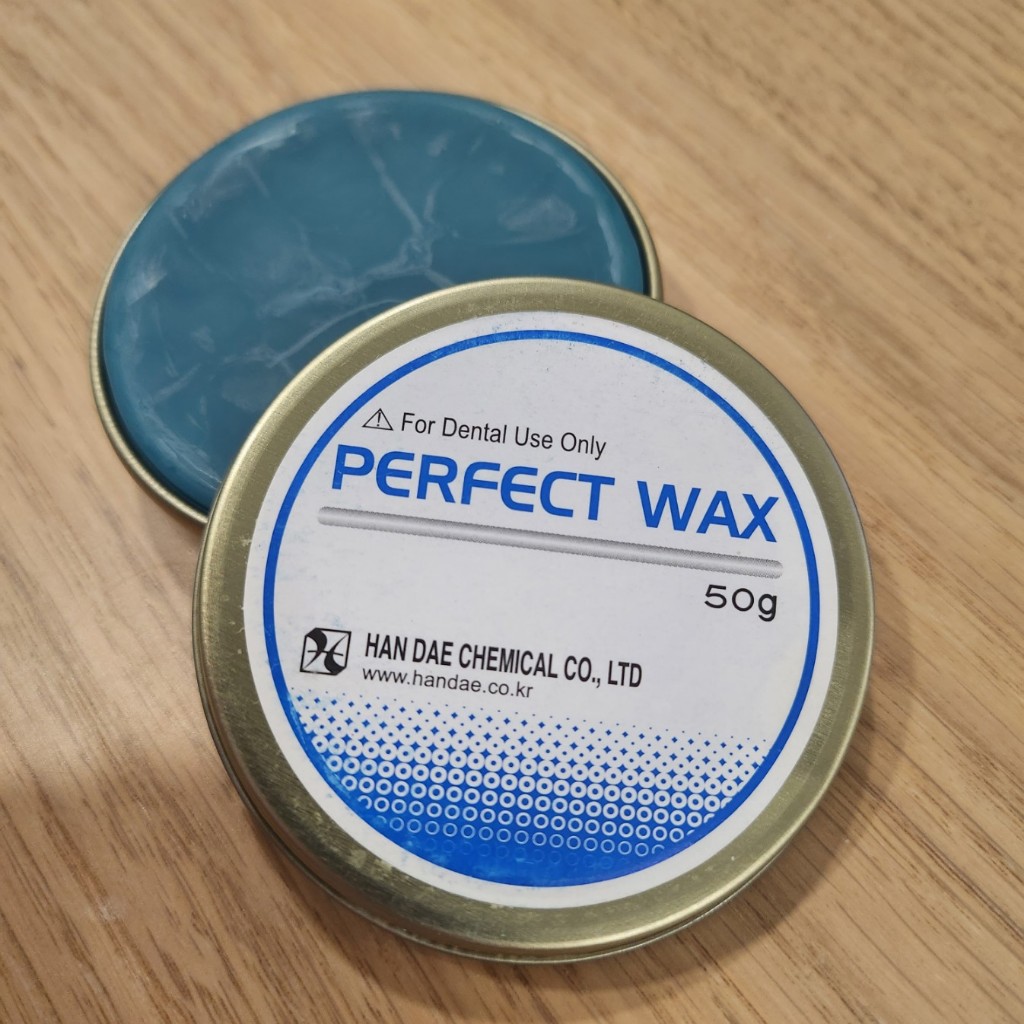 For Dental Use Only
PERFECT WAX
50g
HAN DAE CHEMICAL CO., LTD
www.handae.co.kr